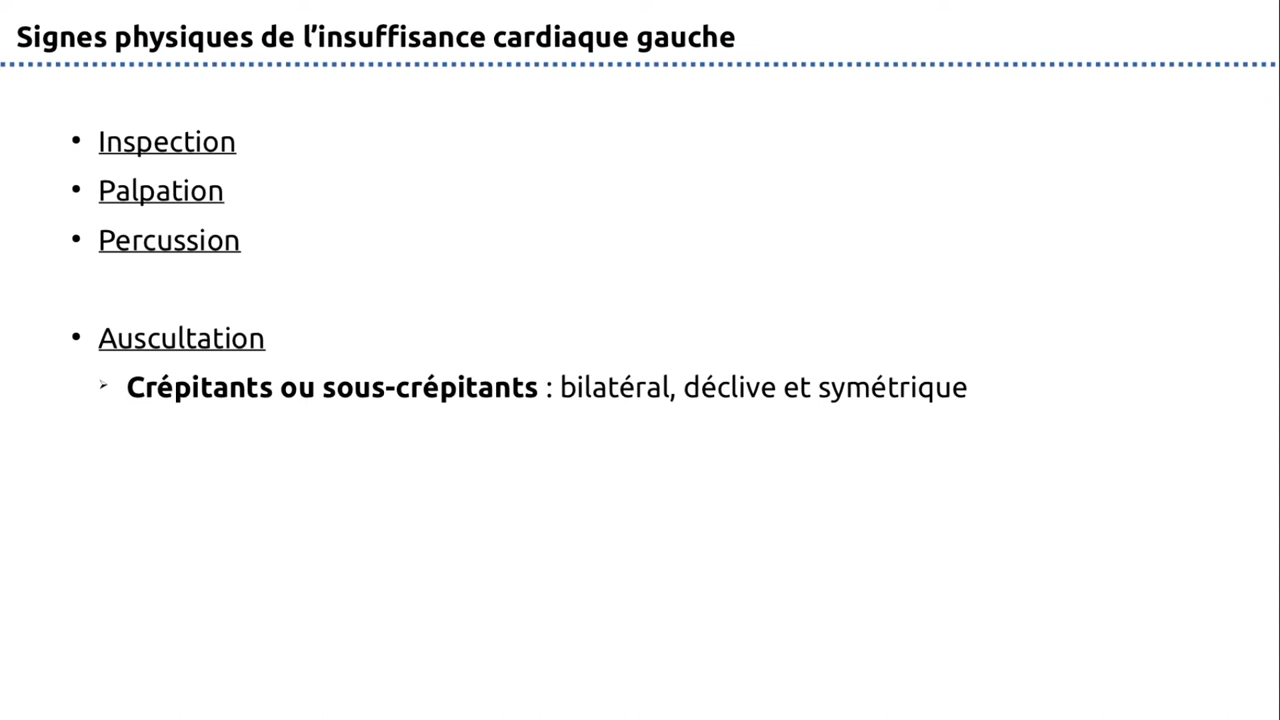 Signes physiques de l’insuffisance cardiaque gauche
• Inspection
• Palpation
• Percussion
• Auscultation
➢ Crépitants ou sous-crépitants : bilatéral, déclive et symétrique